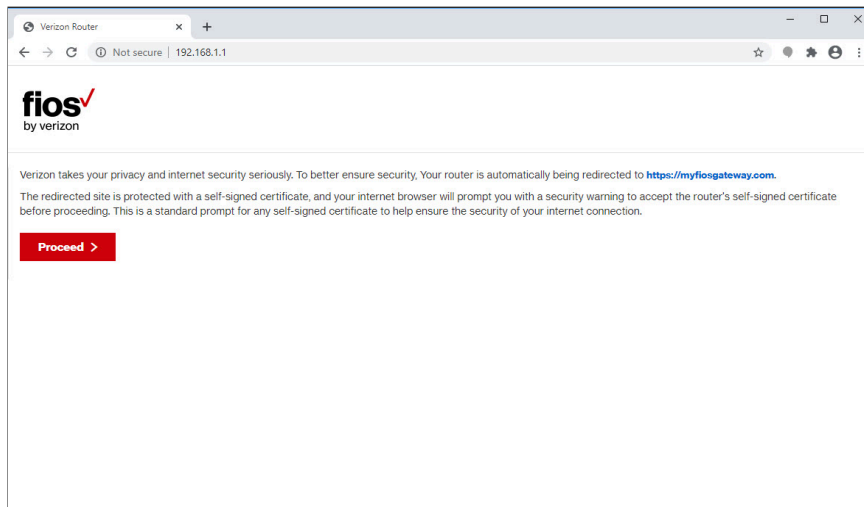 Verizon Router
Not secure | 192.168.1.1
fios
by verizon
Verizon takes your privacy and internet security seriously. To better ensure security, Your router is automatically being redirected to https://myfiosgateway.com.
The redirected site is protected with a self-signed certificate, and your internet browser will prompt you with a security warning to accept the router's self-signed certificate
before proceeding. This is a standard prompt for any self-signed certificate to help ensure the security of your internet connection.
Proceed >